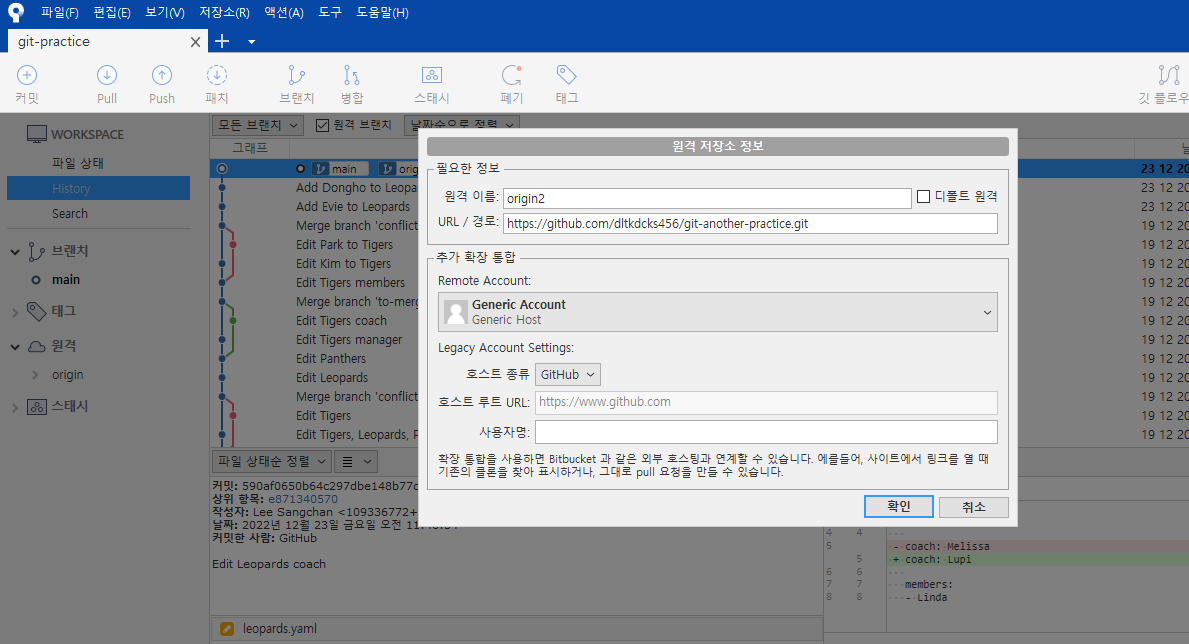 파일(F) 편집(E) 보기(V) 저장소(R) 액션(A) 도구 도움말(H)
git-practice
커밋 Pull Push 패치 브랜치 병합 스태시 폐기 태그 깃 플로우
WORKSPACE
파일 상태
History
Search
브랜치
main
태그
원격
origin
스태시
모든 브랜치 원격 브랜치 날짜순으로 정렬
그래프
main
23 12 20
Add Dongho to Leopa 23 12 20
Add Evie to Leopards 23 12 20
Merge branch 'conflict 19 12 20
Edit Park to Tigers 19 12 20
Edit Kim to Tigers 19 12 20
Edit Tigers members 19 12 20
Merge branch 'to-merg 19 12 20
Edit Tigers coach 19 12 20
Edit Tigers manager 19 12 20
Edit Panthers 19 12 20
Edit Leopards 19 12 20
Merge branch 'conflict 19 12 20
Edit Tigers 19 12 20
Edit Tigers, Leopards, 19 12 20
원격 저장소 정보
필요한 정보
원격 이름: origin2 디폴트 원격
URL / 경로: https://github.com/dltkdcks456/git-another-practice.git
추가 확장 통합
Remote Account:
Generic Account
Generic Host
Legacy Account Settings:
호스트 종류 GitHub
호스트 루트 URL: https://www.github.com
사용자명:
확장 통합을 사용하면 Bitbucket 과 같은 외부 호스팅과 연계할 수 있습니다. 에를들어, 사이트에서 링크를 열 때
기존의 클론을 찾아 표시하거나, 그대로 pull 요청을 만들 수 있습니다.
확인 취소
파일 상태순 정렬
커밋: 590af0650b64c297dbe148b77c
상위 항목: e871340570
작성자: Lee Sangchan <109336772+
날짜: 2022년 12월 23일 금요일 오전
커밋한 사람: GitHub
Edit Leopards coach
leopards.yaml
4 4
5 - coach: Melissa
5 + coach: Lupi
6 6
7 7 members:
8 8 - Linda